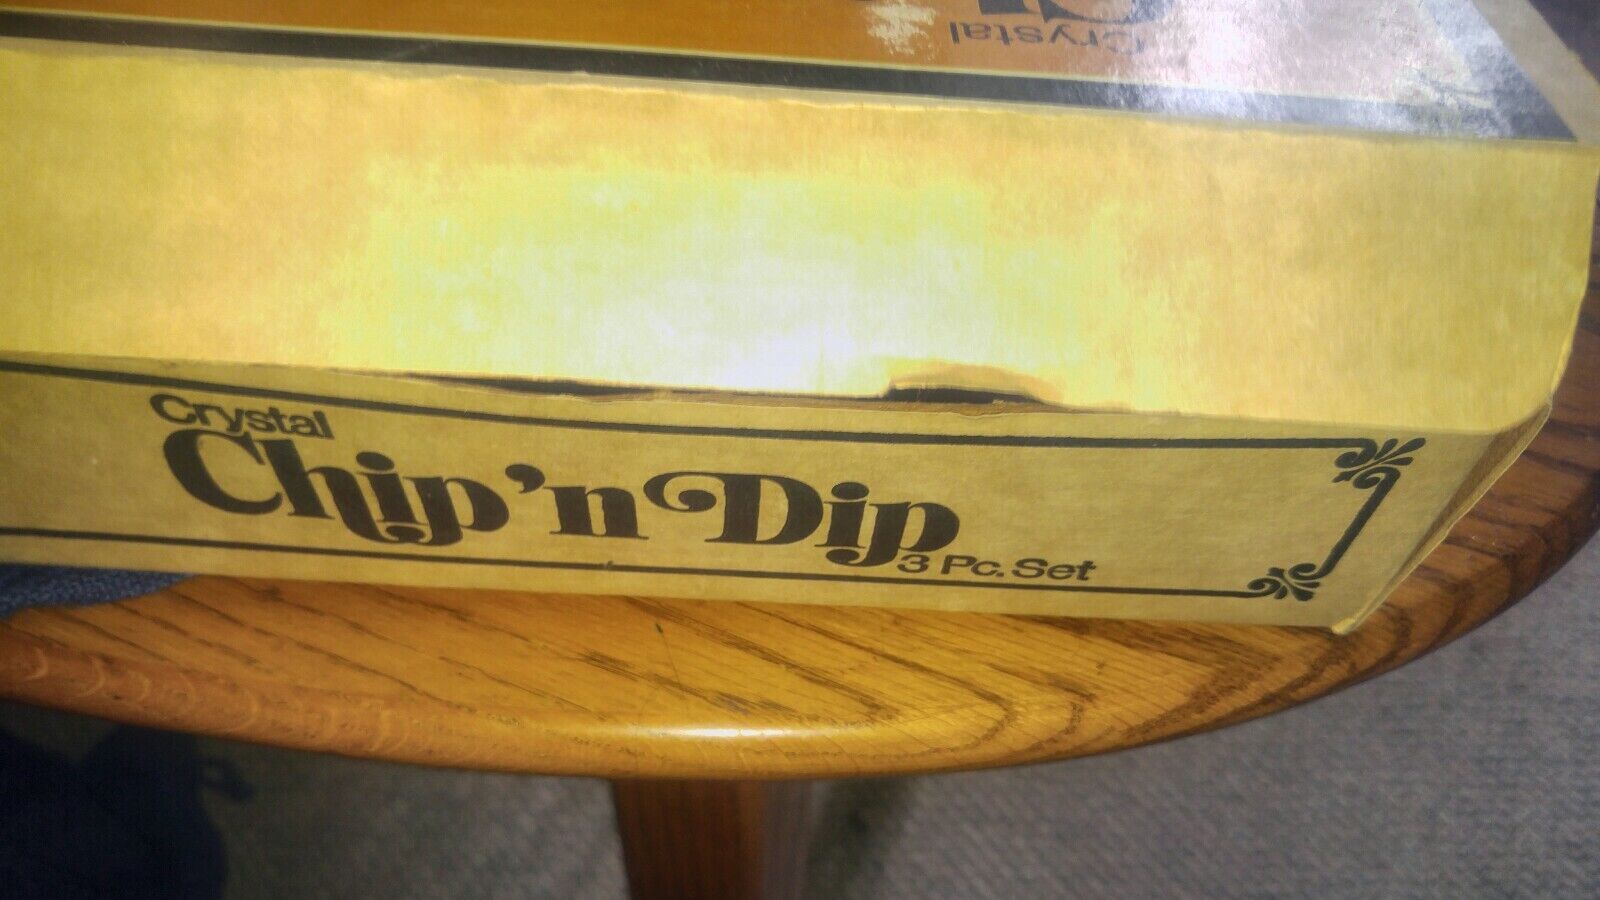 Crystal
Crystal
Chip 'n Dip
3 Pc. Set